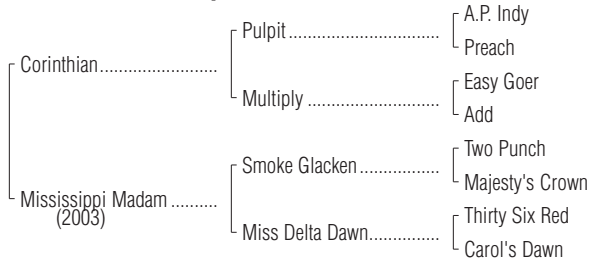 A.P. Indy
Pulpit
Preach
Corinthian
Easy Goer
Multiply
Add
Two Punch
Smoke Glacken
Majesty's Crown
Mississippi Madam
(2003)
Thirty Six Red
Miss Delta Dawn
Carol's Dawn